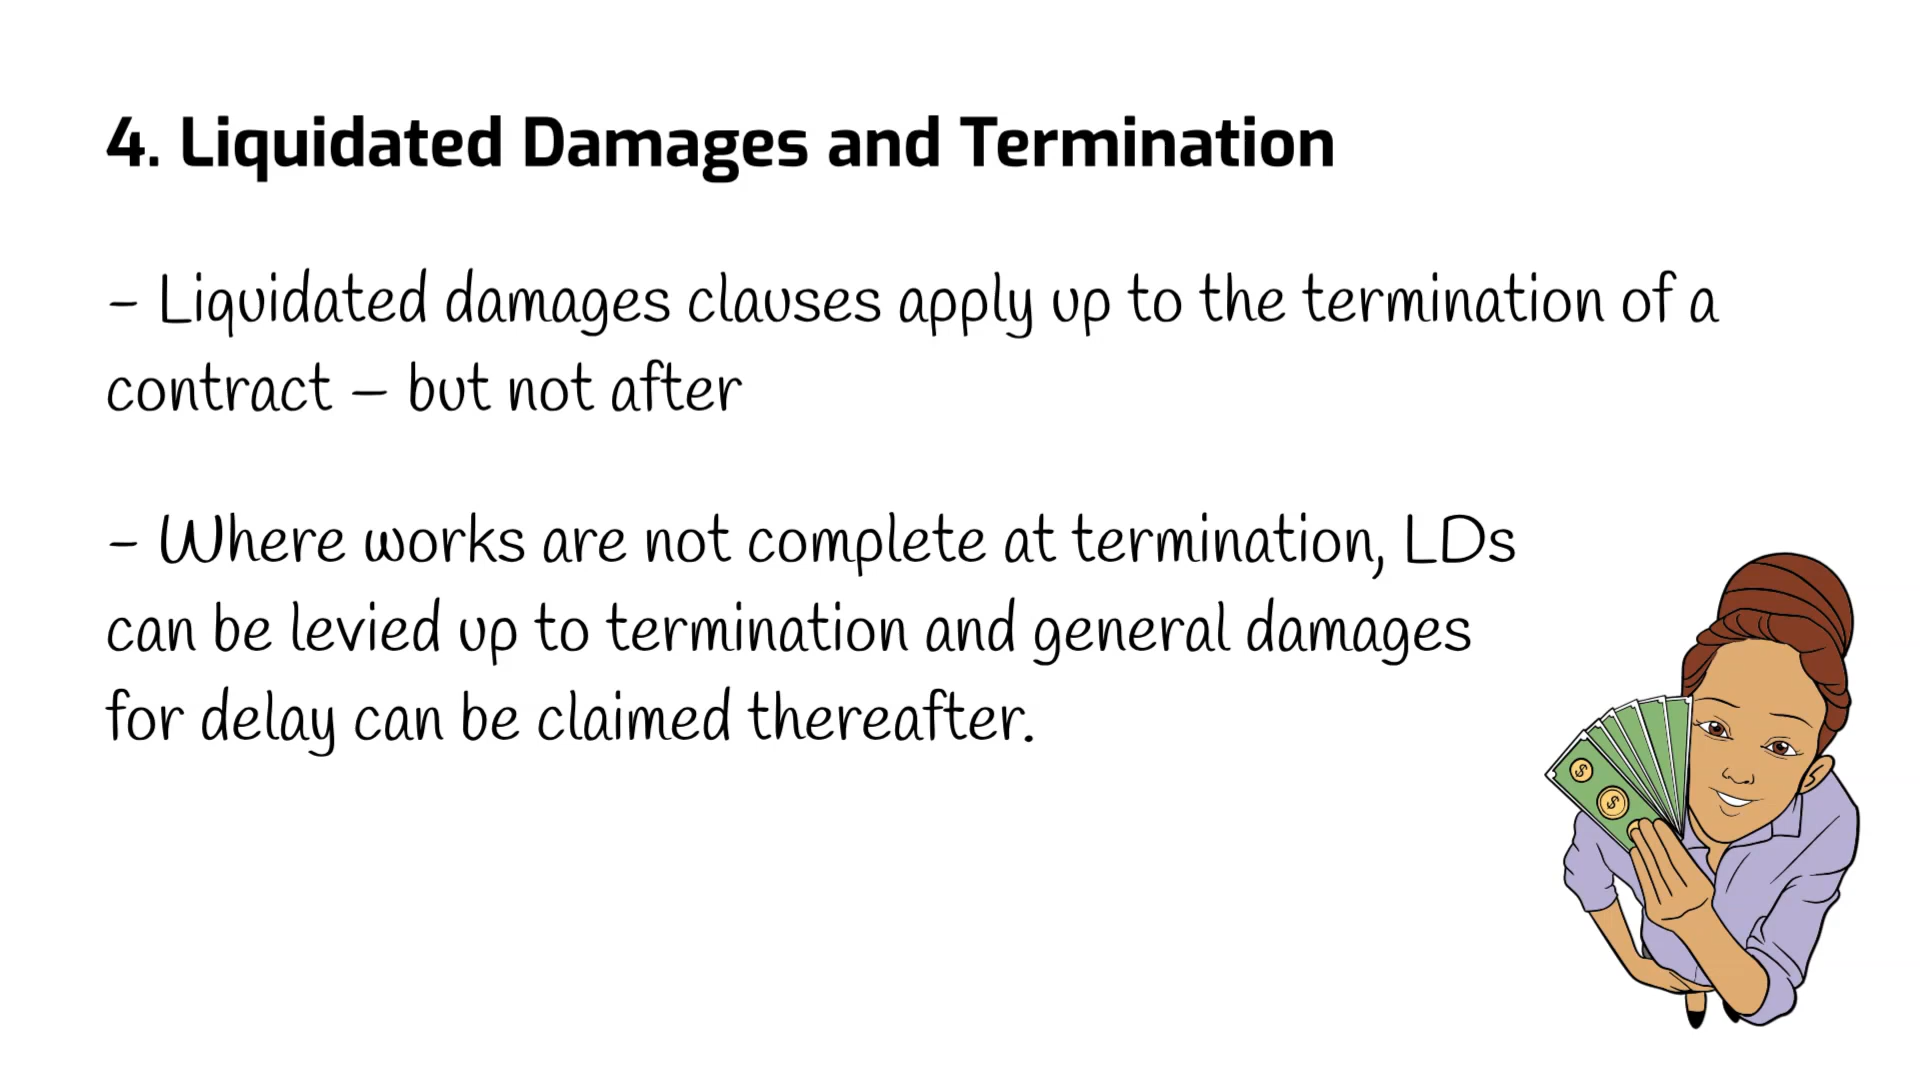 4. Liquidated Damages and Termination
- Liquidated damages clauses apply up to the termination of a
contract – but not after
- Where works are not complete at termination, LDs
can be levied up to termination and general damages
for delay can be claimed thereafter.
$
$